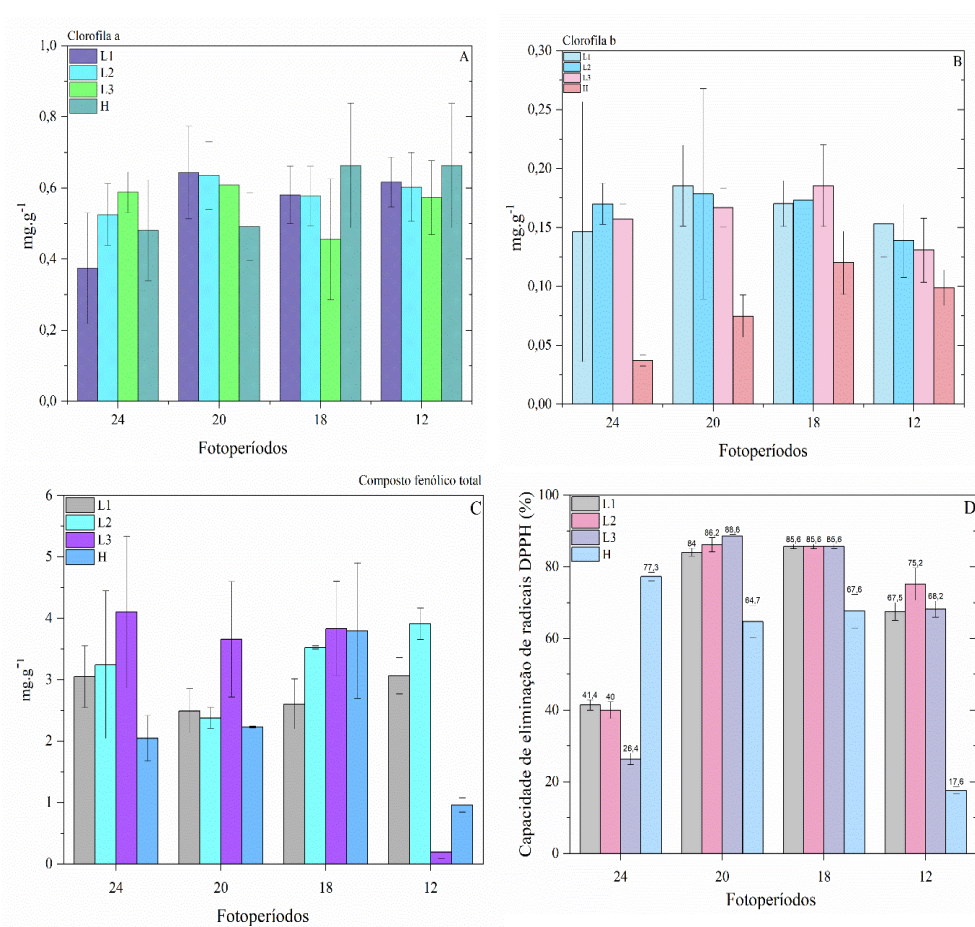 Clorofila a
A
L1
L2
L3
H
1,0
0,8
0,6
0,4
0,2
0,0
mg.g⁻¹
24 20 18 12
Fotoperíodos
Clorofila b
B
L1
L2
L3
H
0,30
0,25
0,20
0,15
0,10
0,05
0,00
mg.g⁻¹
24 20 18 12
Fotoperíodos
Composto fenólico total
C
L1
L2
L3
H
6
5
4
3
2
1
0
mg.g⁻¹
24 20 18 12
Fotoperíodos
D
L1
L2
L3
H
100
80
60
40
20
0
Capacidade de eliminação de radicais DPPH (%)
41,4 40 26,4 77,3
84 86,2 88,6 64,7
85,6 85,6 85,6 67,6
67,5 75,2 68,2 17,6
24 20 18 12
Fotoperíodos